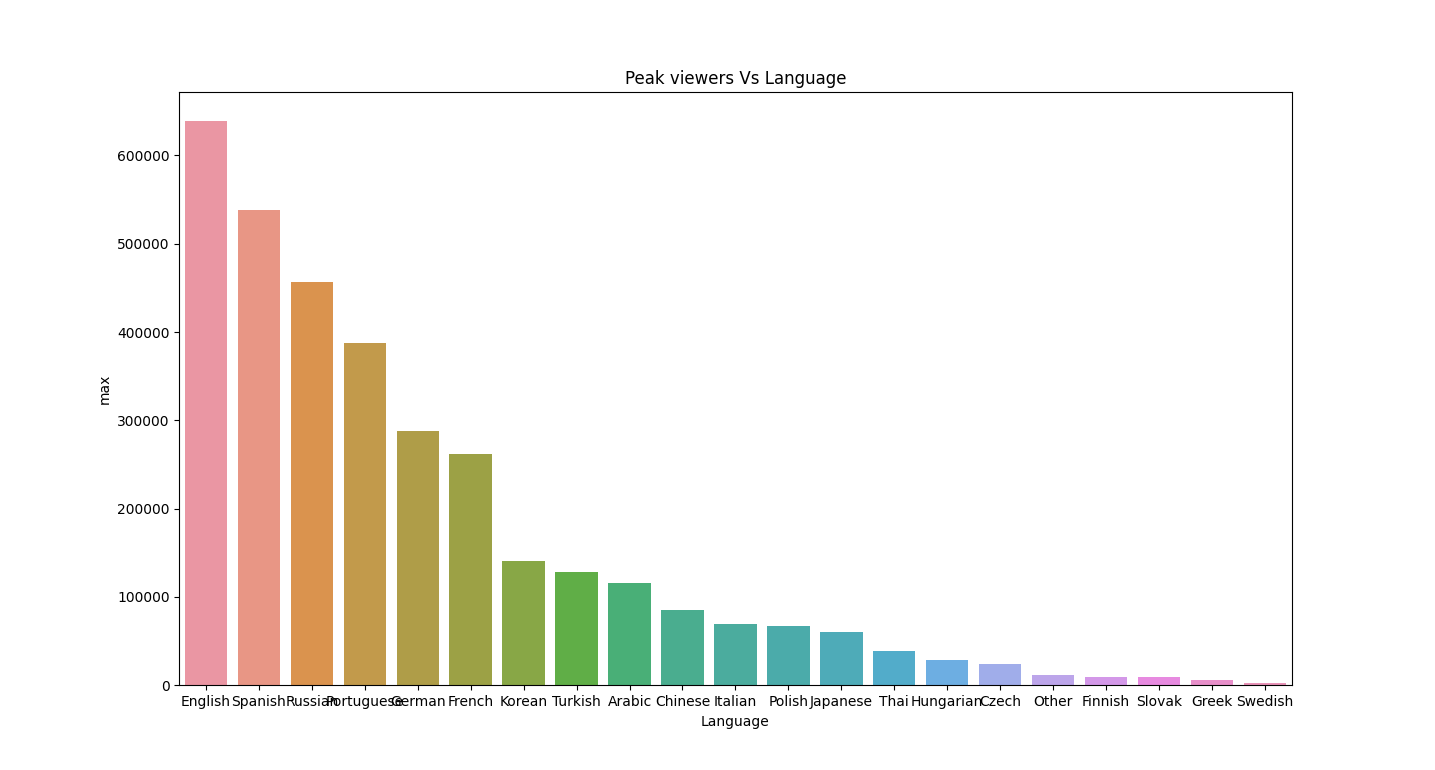 Peak viewers Vs Language
max
600000
500000
400000
300000
200000
100000
0
English Spanish Russian Portuguese German French Korean Turkish Arabic Chinese Italian Polish Japanese Thai Hungarian Czech Other Finnish Slovak Greek Swedish
Language